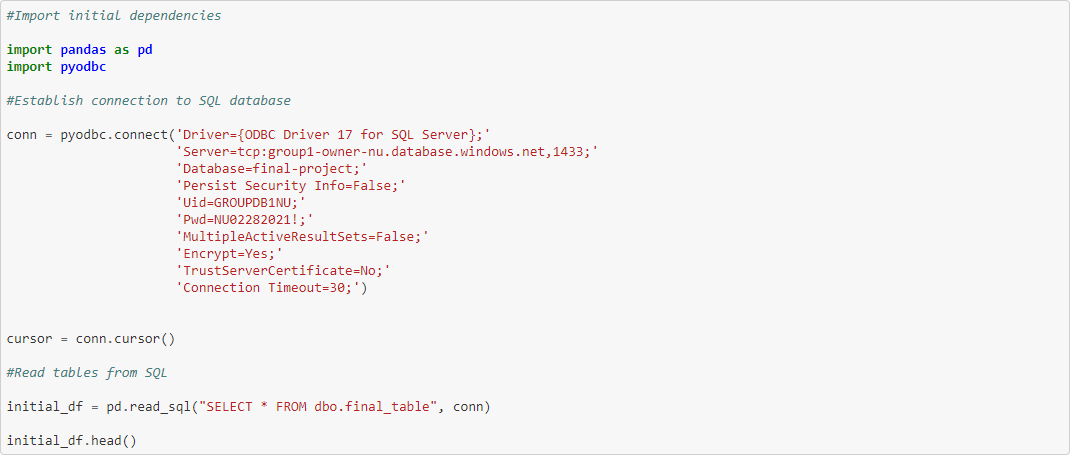 #Import initial dependencies
import pandas as pd
import pyodbc
#Establish connection to SQL database
conn = pyodbc.connect('Driver={ODBC Driver 17 for SQL Server};'
'Server=tcp:group1-owner-nu.database.windows.net,1433;'
'Database=final-project;'
'Persist Security Info=False;'
'Uid=GROUPDB1NU;'
'Pwd=NU02282021!;'
'MultipleActiveResultSets=False;'
'Encrypt=Yes;'
'TrustServerCertificate=No;'
'Connection Timeout=30;')
cursor = conn.cursor()
#Read tables from SQL
initial_df = pd.read_sql("SELECT * FROM dbo.final_table", conn)
initial_df.head()